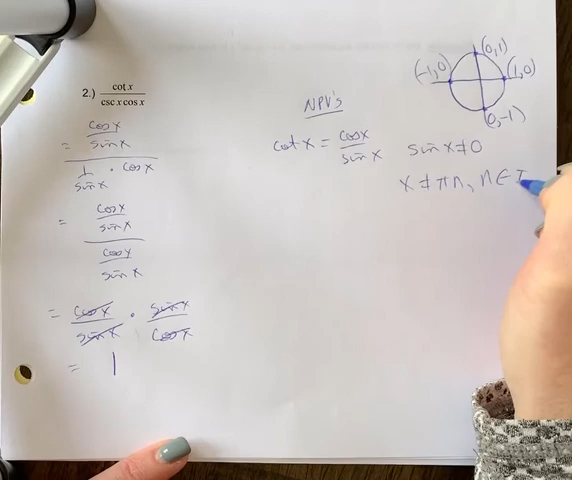 2.) cot x / csc x cos x
= cos x / sin x / 1 / sin x · cos x
= cos x / sin x / cos x / sin x
= cos x / sin x · sin x / cos x
= 1
NPV's
cot x = cos x / sin x
sin x ≠ 0
x ≠ πn, n ∈ I
(0,1)
(-1,0)
(1,0)
(0,-1)